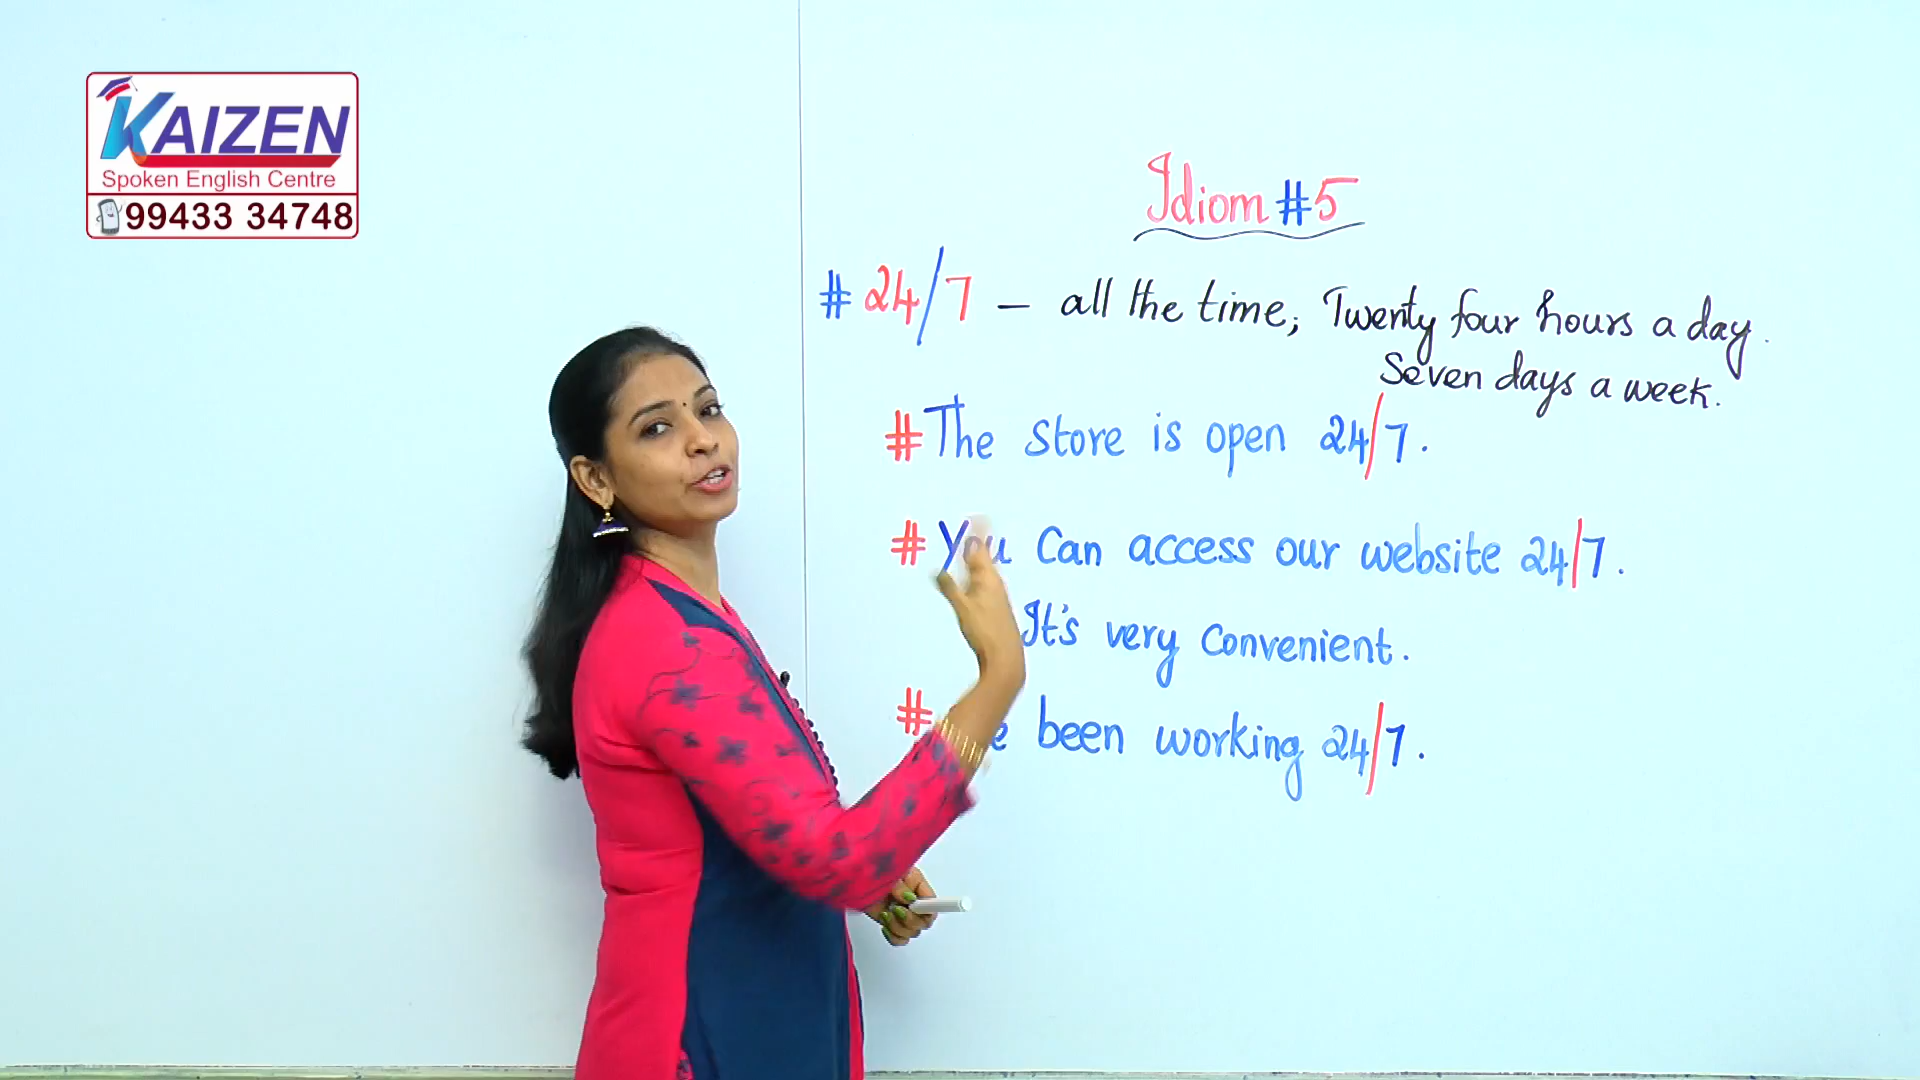 KAIZEN
Spoken English Centre
99433 34748
Idiom #5
# 24/7 – all the time; Twenty four hours a day.
Seven days a week.
# The store is open 24/7.
# You can access our website 24/7.
It's very convenient.
# been working 24/7.